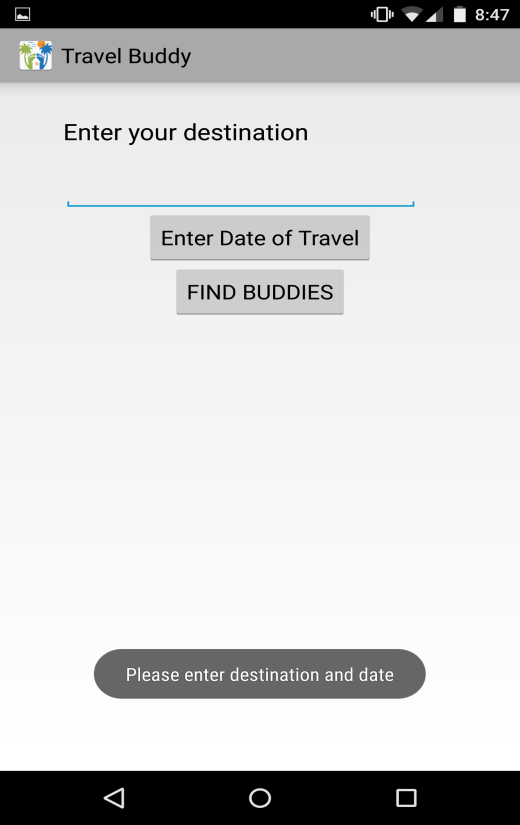 8:47
Travel Buddy
Enter your destination
Enter Date of Travel
FIND BUDDIES
Please enter destination and date